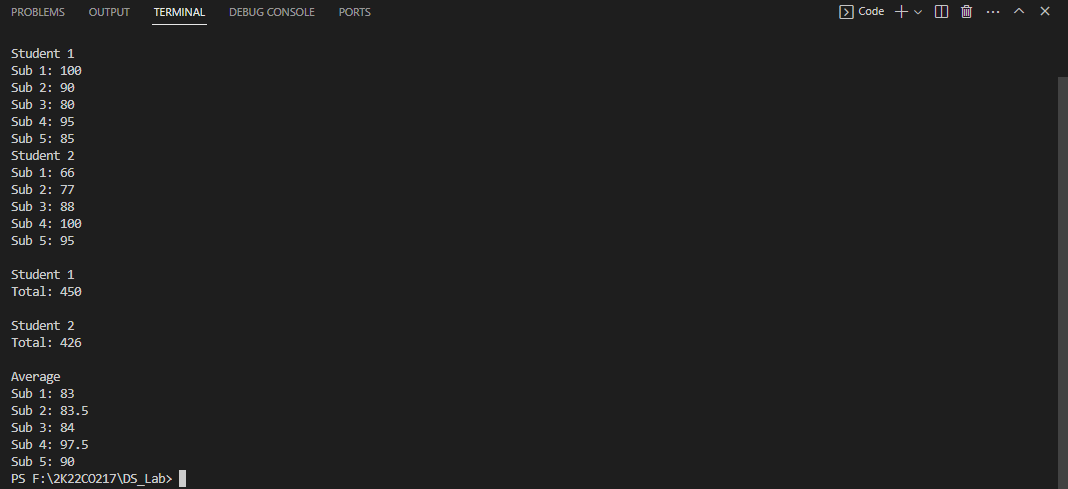 PROBLEMS OUTPUT TERMINAL DEBUG CONSOLE PORTS Code
Student 1
Sub 1: 100
Sub 2: 90
Sub 3: 80
Sub 4: 95
Sub 5: 85
Student 2
Sub 1: 66
Sub 2: 77
Sub 3: 88
Sub 4: 100
Sub 5: 95
Student 1
Total: 450
Student 2
Total: 426
Average
Sub 1: 83
Sub 2: 83.5
Sub 3: 84
Sub 4: 97.5
Sub 5: 90
PS F:\2K22CO217\DS_Lab>